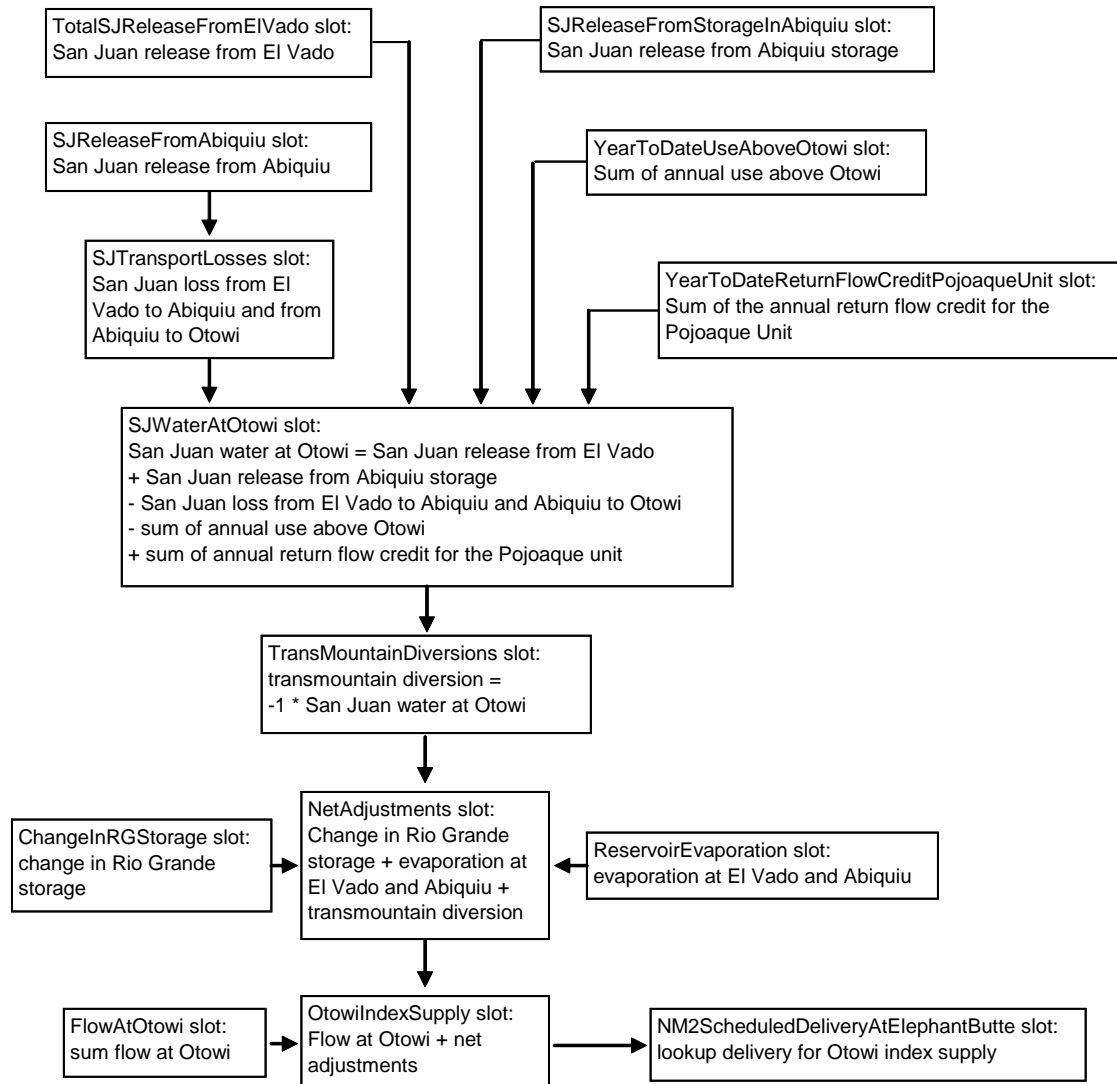 TotalSJReleaseFromElVado slot:
San Juan release from El Vado
SJReleaseFromStorageInAbiquiu slot:
San Juan release from Abiquiu storage
SJReleaseFromAbiquiu slot:
San Juan release from Abiquiu
YearToDateUseAboveOtowi slot:
Sum of annual use above Otowi
SJTransportLosses slot:
San Juan loss from El
Vado to Abiquiu and from
Abiquiu to Otowi
YearToDateReturnFlowCreditPojoaqueUnit slot:
Sum of the annual return flow credit for the
Pojoaque Unit
SJWaterAtOtowi slot:
San Juan water at Otowi = San Juan release from El Vado
+ San Juan release from Abiquiu storage
- San Juan loss from El Vado to Abiquiu and Abiquiu to Otowi
- sum of annual use above Otowi
+ sum of annual return flow credit for the Pojoaque unit
TransMountainDiversions slot:
transmountain diversion =
-1 * San Juan water at Otowi
ChangeInRGStorage slot:
change in Rio Grande
storage
NetAdjustments slot:
Change in Rio Grande
storage + evaporation at
El Vado and Abiquiu +
transmountain diversion
ReservoirEvaporation slot:
evaporation at El Vado and Abiquiu
FlowAtOtowi slot:
sum flow at Otowi
OtowiIndexSupply slot:
Flow at Otowi + net
adjustments
NM2ScheduledDeliveryAtElephantButte slot:
lookup delivery for Otowi index supply